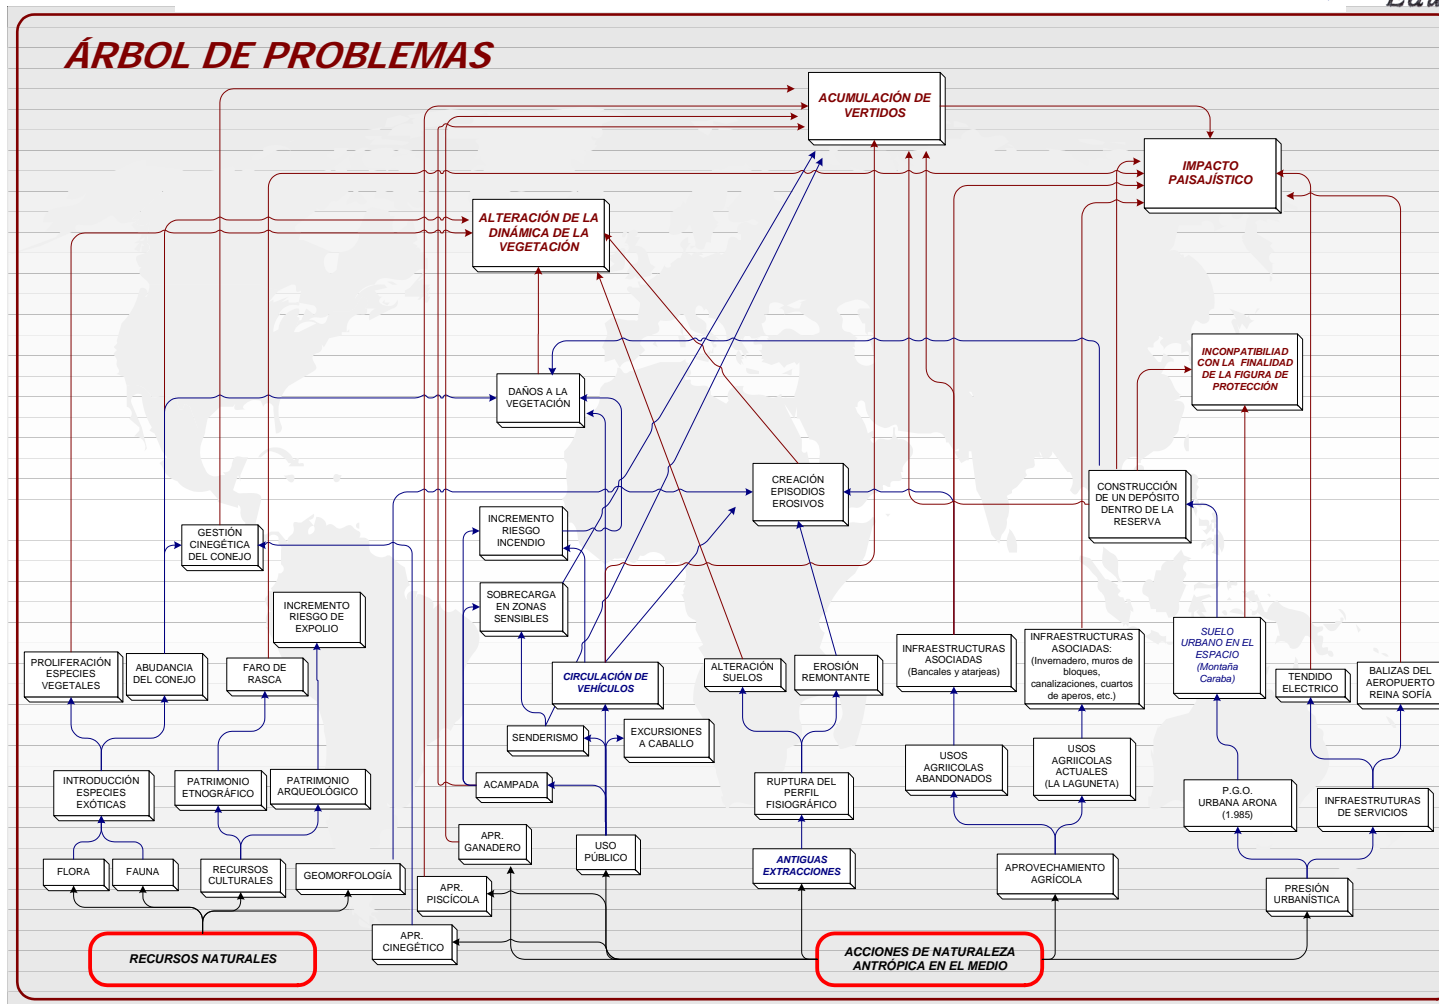 ÁRBOL DE PROBLEMAS
ACUMULACIÓN DE
VERTIDOS
IMPACTO
PAISAJÍSTICO
ALTERACIÓN DE LA
DINÁMICA DE LA
VEGETACIÓN
INCONPATIBILIAD
CON LA FINALIDAD
DE LA FIGURA DE
PROTECCIÓN
DAÑOS A LA
VEGETACIÓN
CREACIÓN
EPISODIOS
EROSIVOS
CONSTRUCCIÓN
DE UN DEPÓSITO
DENTRO DE LA
RESERVA
GESTIÓN
CINEGÉTICA
DEL CONEJO
INCREMENTO
RIESGO
INCENDIO
SOBRECARGA
EN ZONAS
SENSIBLES
INCREMENTO
RIESGO DE
EXPOLIO
PROLIFERACIÓN
ESPECIES
VEGETALES
ABUDANCIA
DEL CONEJO
FARO DE
RASCA
CIRCULACIÓN DE
VEHÍCULOS
ALTERACIÓN
SUELOS
EROSIÓN
REMONTANTE
INFRAESTRUCTURAS
ASOCIADAS
(Bancales y atarjeas)
INFRAESTRUCTURAS
ASOCIADAS:
(Invernadero, muros de
bloques,
canalizaciones, cuartos
de aperos, etc.)
SUELO
URBANO EN EL
ESPACIO
(Montaña
Caraba)
TENDIDO
ELECTRICO
BALIZAS DEL
AEROPUERTO
REINA SOFÍA
SENDERISMO
EXCURSIONES
A CABALLO
INTRODUCCIÓN
ESPECIES
EXÓTICAS
PATRIMONIO
ETNOGRÁFICO
PATRIMONIO
ARQUEOLÓGICO
ACAMPADA
RUPTURA DEL
PERFIL
FISIOGRÁFICO
USOS
AGRIICOLAS
ABANDONADOS
USOS
AGRIICOLAS
ACTUALES
(LA LAGUNETA)
P.G.O.
URBANA ARONA
(1.985)
INFRAESTRUTURAS
DE SERVICIOS
APR.
GANADERO
USO
PÚBLICO
FLORA
FAUNA
RECURSOS
CULTURALES
GEOMORFOLOGÍA
APR.
PISCÍCOLA
ANTIGUAS
EXTRACCIONES
APROVECHAMIENTO
AGRÍCOLA
PRESIÓN
URBANÍSTICA
APR.
CINEGÉTICO
RECURSOS NATURALES
ACCIONES DE NATURALEZA
ANTRÓPICA EN EL MEDIO